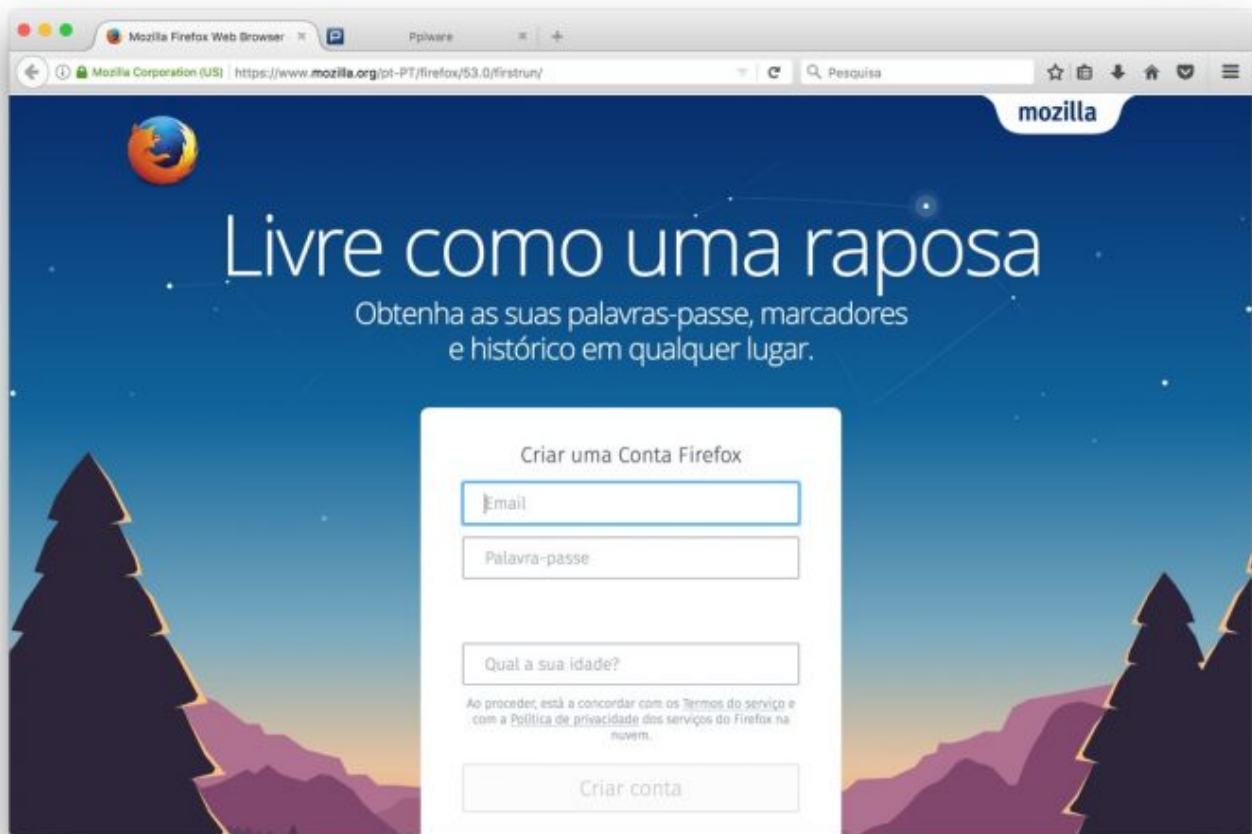 Mozilla Firefox Web Browser
Pplware
Mozilla Corporation (US) https://www.mozilla.org/pt-PT/firefox/53.0/firstrun/
Pesquisa
mozilla
Livre como uma raposa
Obtenha as suas palavras-passe, marcadores
e histórico em qualquer lugar.
Criar uma Conta Firefox
Email
Palavra-passe
Qual a sua idade?
Ao proceder, está a concordar com os Termos do serviço e
com a Política de privacidade dos serviços do Firefox na
nuvem.
Criar conta